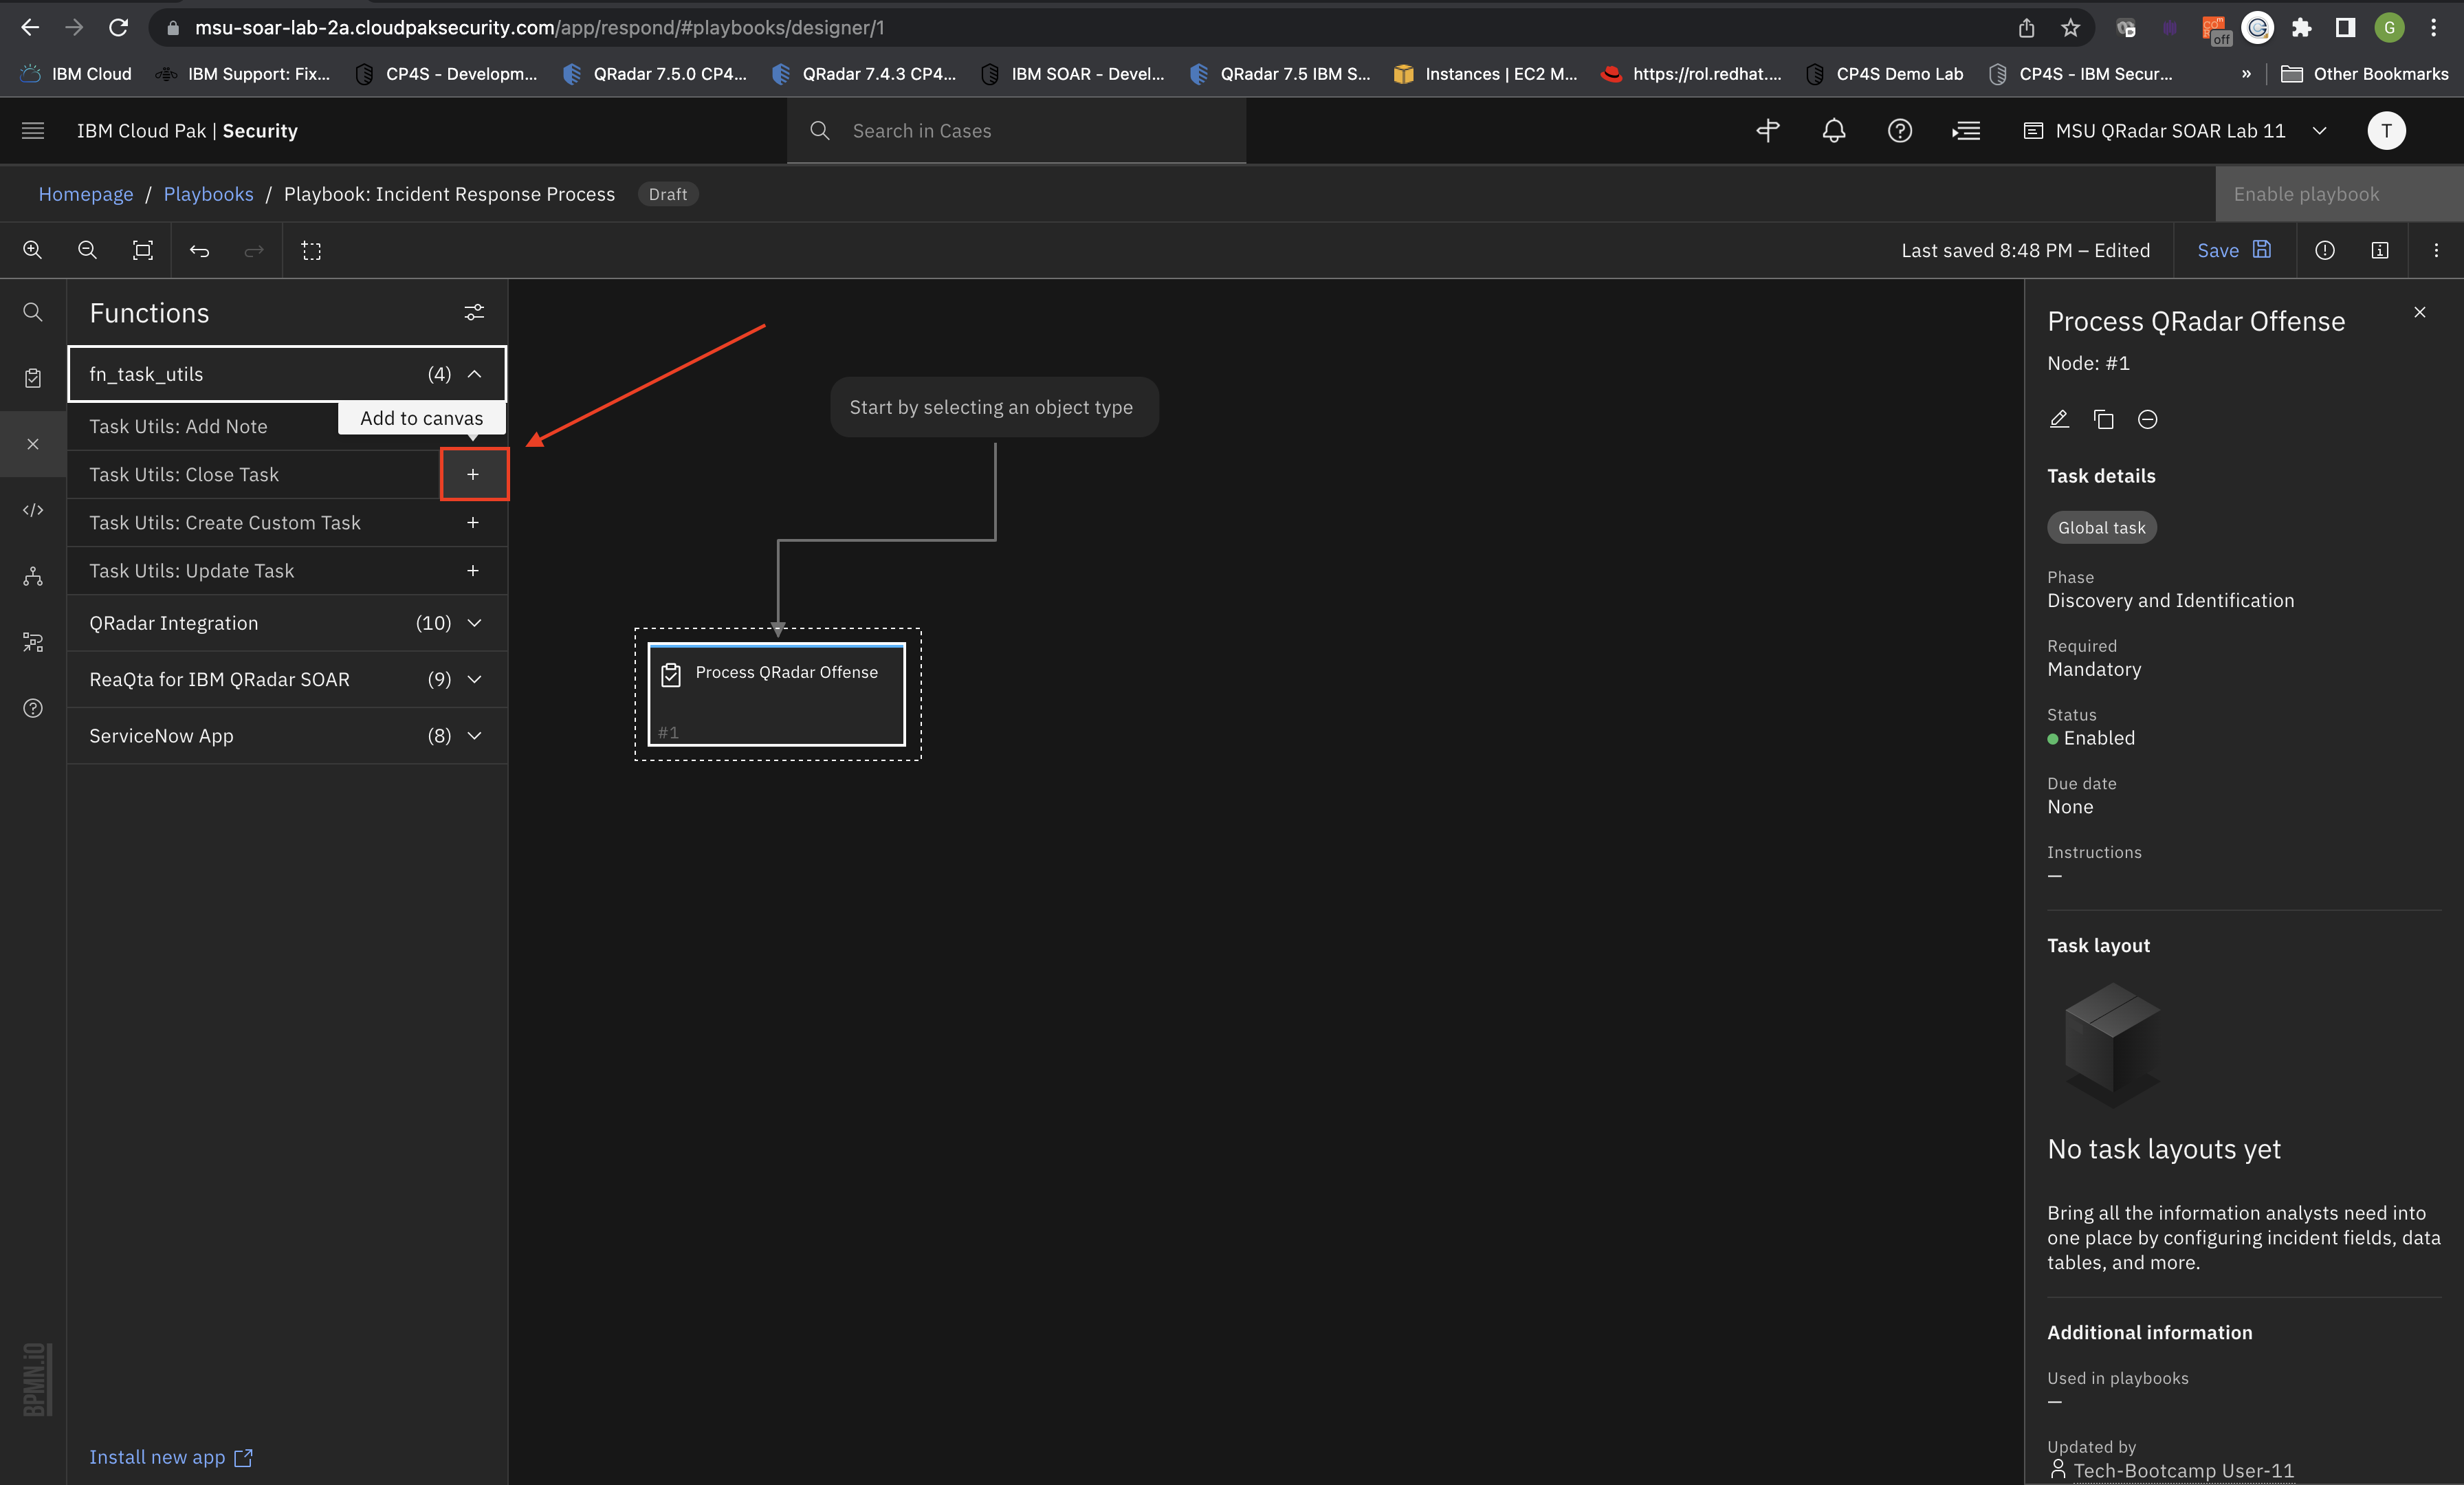 msu-soar-lab-2a.cloudpaksecurity.com/app/respond/#playbooks/designer/1
off
G
IBM Cloud
IBM Support: Fix...
CP4S - Developm...
QRadar 7.5.0 CP4...
QRadar 7.4.3 CP4...
IBM SOAR - Devel...
QRadar 7.5 IBM S...
Instances | EC2 M...
https://rol.redhat....
CP4S Demo Lab
CP4S - IBM Secur...
»
Other Bookmarks
IBM Cloud Pak | Security
Search in Cases
MSU QRadar SOAR Lab 11
T
Homepage / Playbooks / Playbook: Incident Response Process
Draft
Enable playbook
Last saved 8:48 PM – Edited
Save
Functions
fn_task_utils (4)
Add to canvas
Task Utils: Add Note
Task Utils: Close Task +
Task Utils: Create Custom Task +
Task Utils: Update Task +
QRadar Integration (10)
ReaQta for IBM QRadar SOAR (9)
ServiceNow App (8)
Install new app
BPMN.iO
Start by selecting an object type
Process QRadar Offense
#1
Process QRadar Offense
Node: #1
Task details
Global task
Phase
Discovery and Identification
Required
Mandatory
Status
Enabled
Due date
None
Instructions
—
Task layout
No task layouts yet
Bring all the information analysts need into
one place by configuring incident fields, data
tables, and more.
Additional information
Used in playbooks
—
Updated by
Tech-Bootcamp User-11